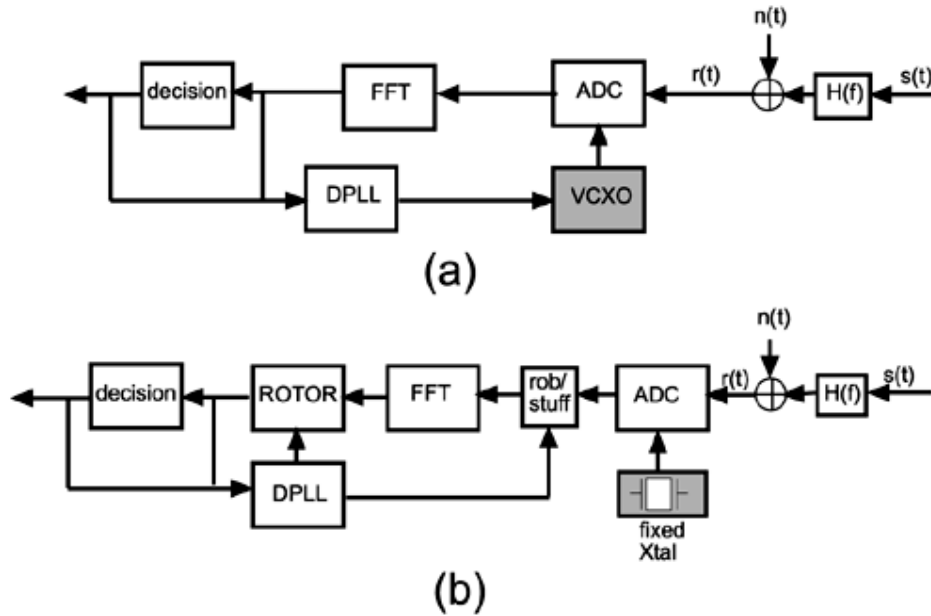 n(t)
decision
FFT
ADC
r(t)
H(f)
s(t)
DPLL
VCXO
(a)
n(t)
decision
ROTOR
FFT
rob/
stuff
ADC
r(t)
H(f)
s(t)
DPLL
fixed
Xtal
(b)